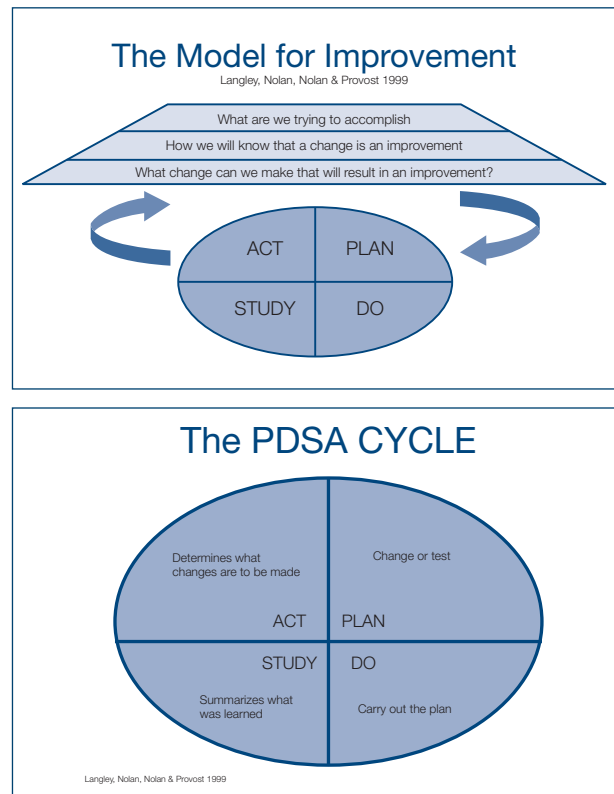 The Model for Improvement
Langley, Nolan, Nolan & Provost 1999
What are we trying to accomplish
How we will know that a change is an improvement
What change can we make that will result in an improvement?
ACT
PLAN
STUDY
DO
The PDSA CYCLE
Determines what
changes are to be made
Change or test
ACT
PLAN
STUDY
DO
Summarizes what
was learned
Carry out the plan
Langley, Nolan, Nolan & Provost 1999